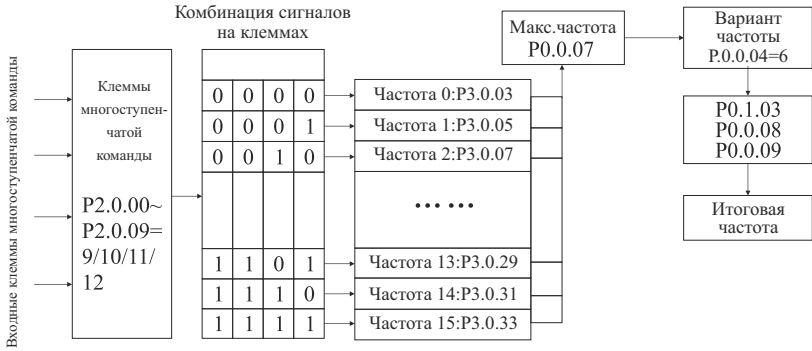 Входные клеммы многоступенчатой команды
Клеммы
многоступен-
чатой
команды
P2.0.00~
P2.0.09=
9/10/11/
12
Комбинация сигналов
на клеммах
0 0 0 0
0 0 0 1
0 0 1 0
1 1 0 1
1 1 1 0
1 1 1 1
Частота 0:P3.0.03
Частота 1:P3.0.05
Частота 2:P3.0.07
...... 
Частота 13:P3.0.29
Частота 14:P3.0.31
Частота 15:P3.0.33
Макс.частота
P0.0.07
Вариант
частоты
P.0.0.04=6
P0.1.03
P0.0.08
P0.0.09
Итоговая
частота